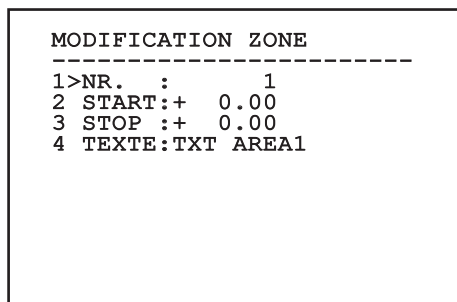 MODIFICATION ZONE
------------------------
1>NR.  :      1
2 START:+  0.00
3 STOP :+  0.00
4 TEXTE:TXT AREA1